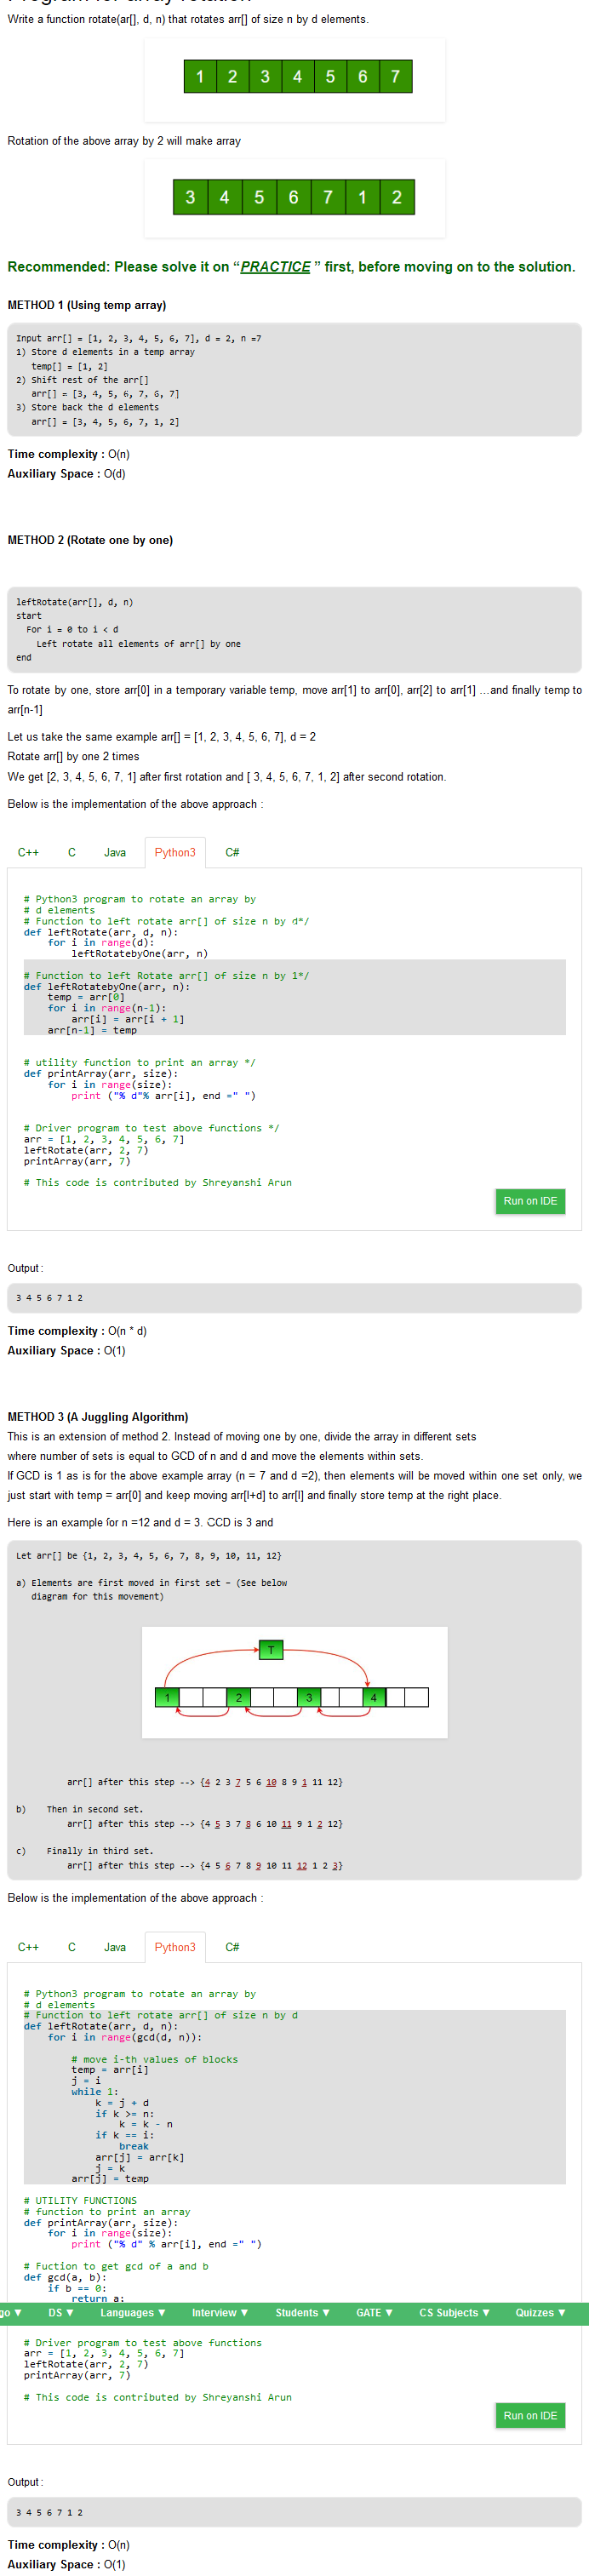 Write a function rotate(ar[], d, n) that rotates arr[] of size n by d elements.
1 2 3 4 5 6 7
Rotation of the above array by 2 will make array
3 4 5 6 7 1 2
Recommended: Please solve it on “PRACTICE ” first, before moving on to the solution.
METHOD 1 (Using temp array)
Input arr[] = [1, 2, 3, 4, 5, 6, 7], d = 2, n =7
1) Store d elements in a temp array
temp[] = [1, 2]
2) Shift rest of the arr[]
arr[] = [3, 4, 5, 6, 7, 6, 7]
3) Store back the d elements
arr[] = [3, 4, 5, 6, 7, 1, 2]
Time complexity : O(n)
Auxiliary Space : O(d)
METHOD 2 (Rotate one by one)
leftRotate(arr[], d, n)
start
For i = 0 to i < d
Left rotate all elements of arr[] by one
end
To rotate by one, store arr[0] in a temporary variable temp, move arr[1] to arr[0], arr[2] to arr[1] …and finally temp to
arr[n-1]
Let us take the same example arr[] = [1, 2, 3, 4, 5, 6, 7], d = 2
Rotate arr[] by one 2 times
We get [2, 3, 4, 5, 6, 7, 1] after first rotation and [ 3, 4, 5, 6, 7, 1, 2] after second rotation.
Below is the implementation of the above approach :
C++ C Java Python3 C#
# Python3 program to rotate an array by
# d elements
# Function to left rotate arr[] of size n by d*/
def leftRotate(arr, d, n):
for i in range(d):
leftRotatebyOne(arr, n)
# Function to left Rotate arr[] of size n by 1*/
def leftRotatebyOne(arr, n):
temp = arr[0]
for i in range(n-1):
arr[i] = arr[i + 1]
arr[n-1] = temp
# utility function to print an array */
def printArray(arr, size):
for i in range(size):
print ("% d"% arr[i], end =" ")
# Driver program to test above functions */
arr = [1, 2, 3, 4, 5, 6, 7]
leftRotate(arr, 2, 7)
printArray(arr, 7)
# This code is contributed by Shreyanshi Arun
Run on IDE
Output :
3 4 5 6 7 1 2
Time complexity : O(n * d)
Auxiliary Space : O(1)
METHOD 3 (A Juggling Algorithm)
This is an extension of method 2. Instead of moving one by one, divide the array in different sets
where number of sets is equal to GCD of n and d and move the elements within sets.
If GCD is 1 as is for the above example array (n = 7 and d =2), then elements will be moved within one set only, we
just start with temp = arr[0] and keep moving arr[I+d] to arr[I] and finally store temp at the right place.
Here is an example for n =12 and d = 3. GCD is 3 and
Let arr[] be {1, 2, 3, 4, 5, 6, 7, 8, 9, 10, 11, 12}
a) Elements are first moved in first set – (See below
diagram for this movement)
T
1 2 3 4
arr[] after this step --> {4 2 3 7 5 6 10 8 9 1 11 12}
b) Then in second set.
arr[] after this step --> {4 5 3 7 8 6 10 11 9 1 2 12}
c) Finally in third set.
arr[] after this step --> {4 5 6 7 8 9 10 11 12 1 2 3}
Below is the implementation of the above approach :
C++ C Java Python3 C#
# Python3 program to rotate an array by
# d elements
# Function to left rotate arr[] of size n by d
def leftRotate(arr, d, n):
for i in range(gcd(d, n)):
# move i-th values of blocks
temp = arr[i]
j = i
while 1:
k = j + d
if k >= n:
k = k - n
if k == i:
break
arr[j] = arr[k]
j = k
arr[j] = temp
# UTILITY FUNCTIONS
# function to print an array
def printArray(arr, size):
for i in range(size):
print ("% d" % arr[i], end =" ")
# Fuction to get gcd of a and b
def gcd(a, b):
if b == 0:
return a;
go ▼ DS ▼ Languages ▼ Interview ▼ Students ▼ GATE ▼ CS Subjects ▼ Quizzes ▼
# Driver program to test above functions
arr = [1, 2, 3, 4, 5, 6, 7]
leftRotate(arr, 2, 7)
printArray(arr, 7)
# This code is contributed by Shreyanshi Arun
Run on IDE
Output :
3 4 5 6 7 1 2
Time complexity : O(n)
Auxiliary Space : O(1)